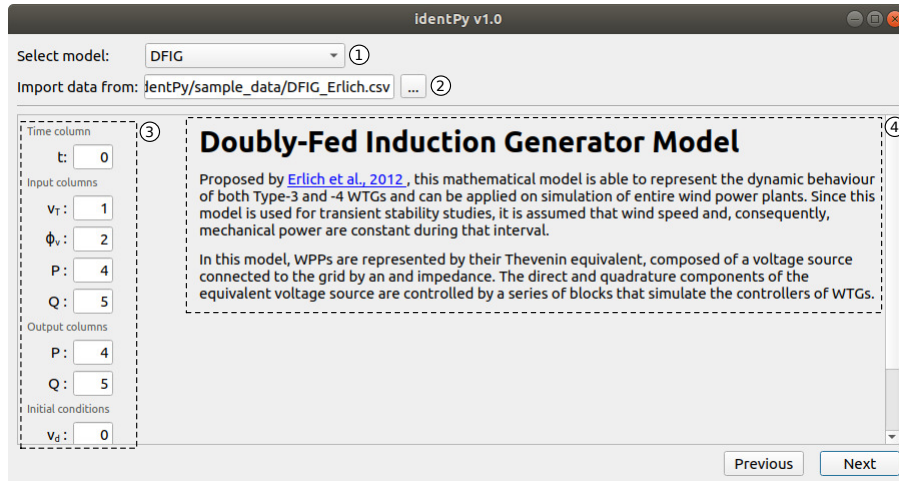 identPy v1.0
Select model: DFIG ①
Import data from: dentPy/sample_data/DFIG_Erlich.csv ... ②
③
④
Time column
t: 0
Input columns
vT : 1
ϕv : 2
P : 4
Q : 5
Output columns
P : 4
Q : 5
Initial conditions
vd : 0
Doubly-Fed Induction Generator Model
Proposed by Erlich et al., 2012 , this mathematical model is able to represent the dynamic behaviour
of both Type-3 and -4 WTGs and can be applied on simulation of entire wind power plants. Since this
model is used for transient stability studies, it is assumed that wind speed and, consequently,
mechanical power are constant during that interval.
In this model, WPPs are represented by their Thevenin equivalent, composed of a voltage source
connected to the grid by an and impedance. The direct and quadrature components of the
equivalent voltage source are controlled by a series of blocks that simulate the controllers of WTGs.
Previous Next